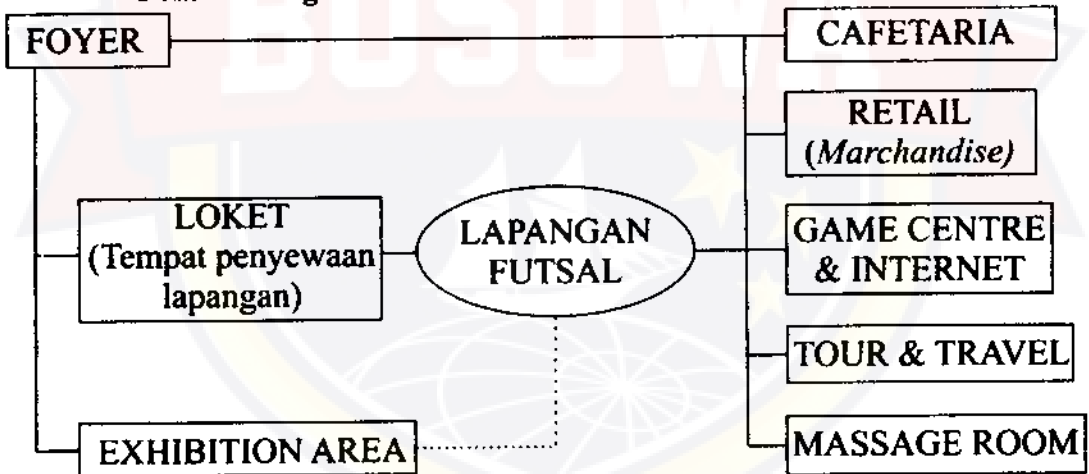 FOYER
CAFETARIA
RETAIL
(Marchandise)
LOKET
(Tempat penyewaan
lapangan)
LAPANGAN
FUTSAL
GAME CENTRE
& INTERNET
TOUR & TRAVEL
EXHIBITION AREA
MASSAGE ROOM
BOSOWA